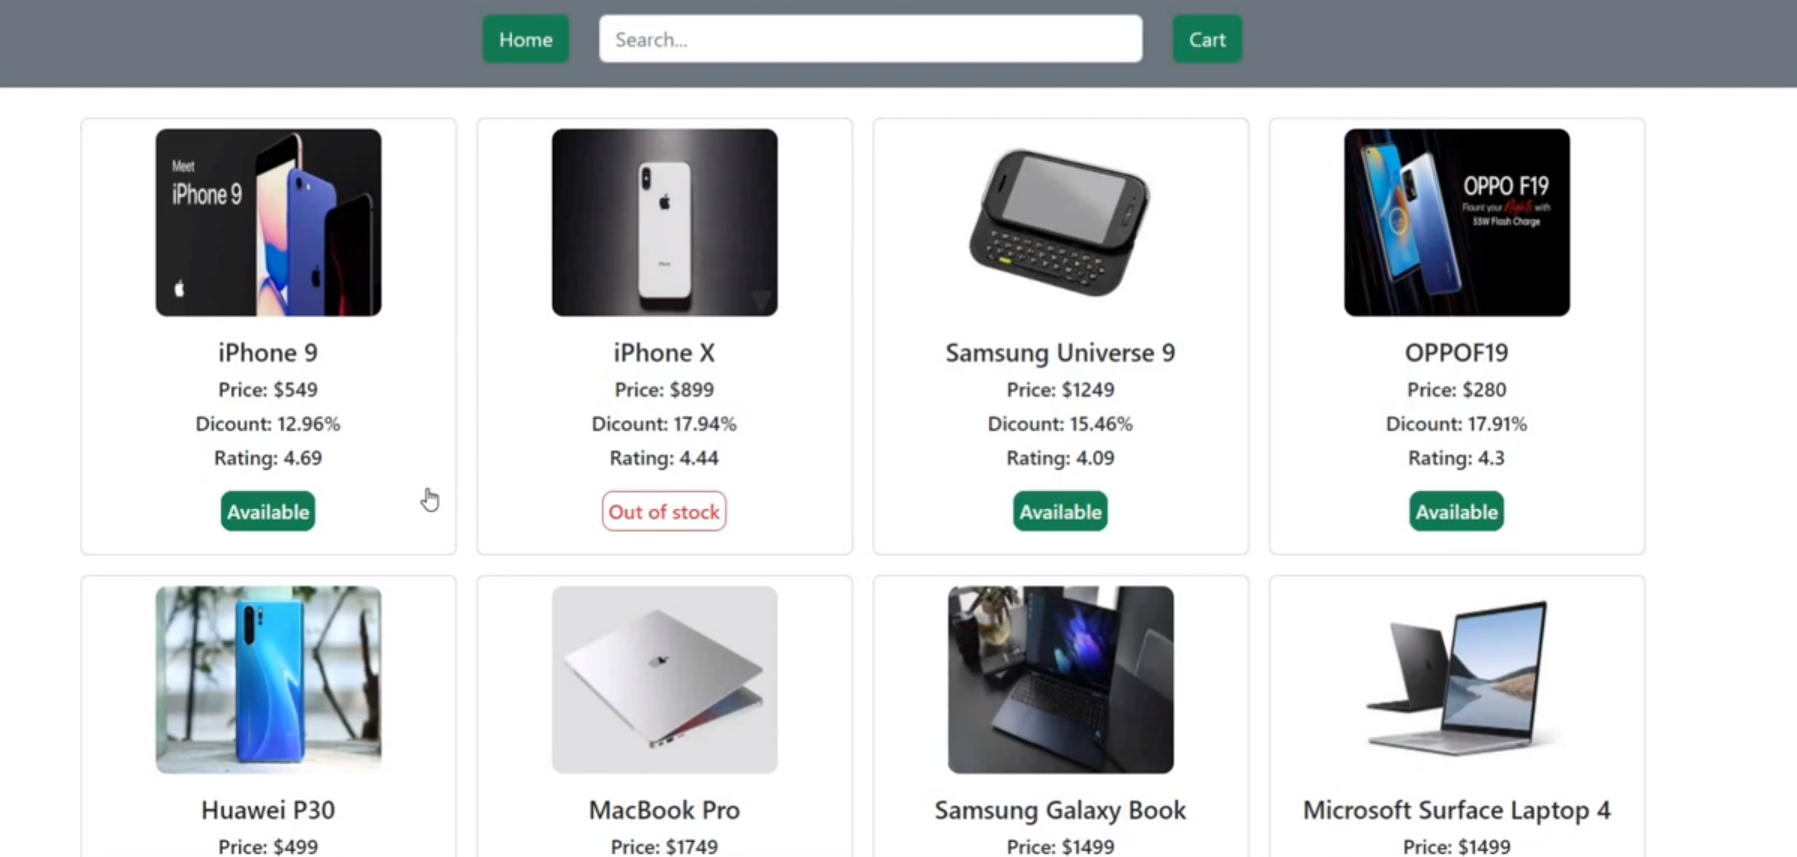 Home
Search...
Cart
Meet
iPhone 9
OPPO F19
Flaunt your Nights with
33W Flash Charge
iPhone 9
Price: $549
Dicount: 12.96%
Rating: 4.69
Available
iPhone X
Price: $899
Dicount: 17.94%
Rating: 4.44
Out of stock
Samsung Universe 9
Price: $1249
Dicount: 15.46%
Rating: 4.09
Available
OPPOF19
Price: $280
Dicount: 17.91%
Rating: 4.3
Available
Huawei P30
Price: $499
MacBook Pro
Price: $1749
Samsung Galaxy Book
Price: $1499
Microsoft Surface Laptop 4
Price: $1499